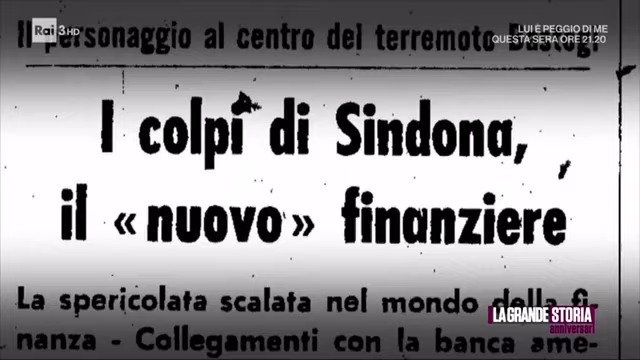 Rai 3HD
LUI È PEGGIO DI ME
QUESTA SERA ORE 21.20
Il personaggio al centro del terremoto
I colpi di Sindona,
il «nuovo» finanziere
La spericolata scalata nel mondo della fi-
nanza - Collegamenti con la banca ame-
LA GRANDE STORIA
anniversari